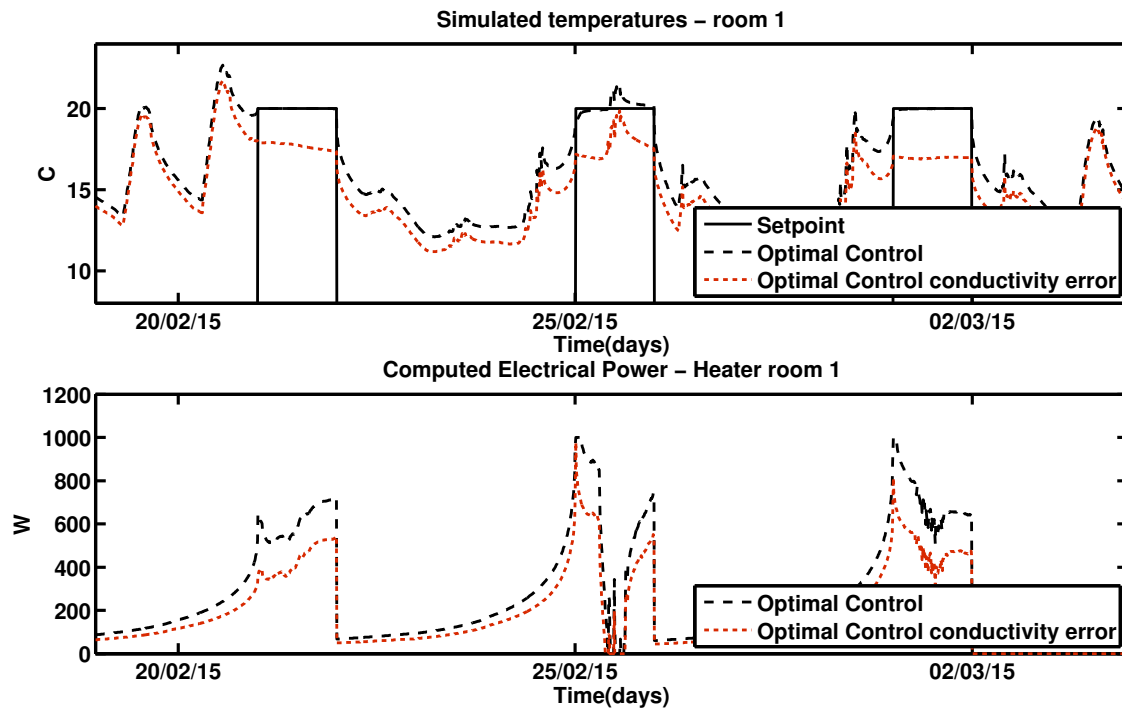 Simulated temperatures – room 1
C
20
15
10
Setpoint
Optimal Control
Optimal Control conductivity error
20/02/15
25/02/15
02/03/15
Time(days)
Computed Electrical Power – Heater room 1
W
1200
1000
800
600
400
200
0
Optimal Control
Optimal Control conductivity error
20/02/15
25/02/15
02/03/15
Time(days)